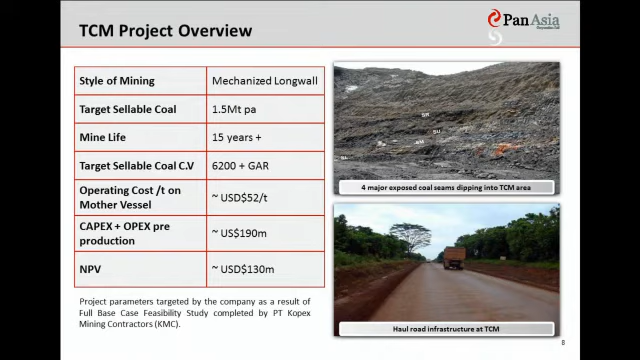 TCM Project Overview
Pan Asia
Corporation Ltd
Style of Mining
Mechanized Longwall
Target Sellable Coal
1.5Mt pa
Mine Life
15 years +
Target Sellable Coal C.V
6200 + GAR
Operating Cost /t on
Mother Vessel
~ USD$52/t
CAPEX + OPEX pre
production
~ US$190m
NPV
~ USD$130m
Project parameters targeted by the company as a result of
Full Base Case Feasibility Study completed by PT Kopex
Mining Contractors (KMC).
4 major exposed coal seams dipping into TCM area
Haul road infrastructure at TCM
8